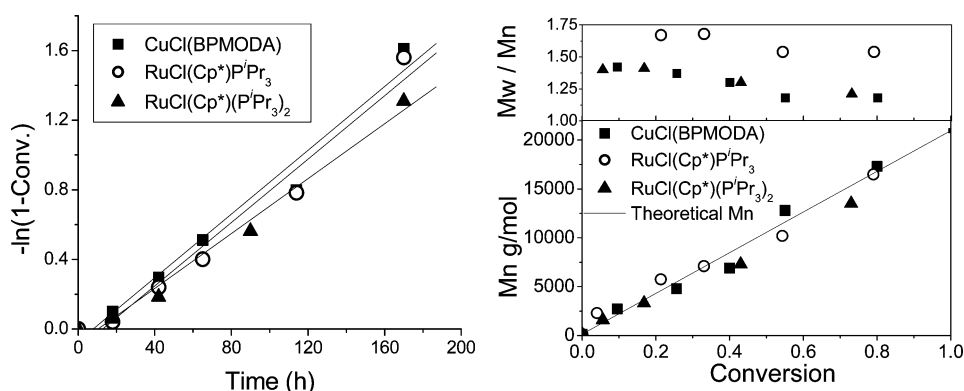 -ln(1-Conv.)
1.6
1.2
0.8
0.4
0.0
CuCl(BPMODA)
RuCl(Cp*)PⁱPr₃
RuCl(Cp*)(PⁱPr₃)₂
0 40 80 120 160 200
Time (h)
Mw / Mn
1.75
1.50
1.25
1.00
Mn g/mol
20000
15000
10000
5000
0
CuCl(BPMODA)
RuCl(Cp*)PⁱPr₃
RuCl(Cp*)(PⁱPr₃)₂
Theoretical Mn
0.0 0.2 0.4 0.6 0.8 1.0
Conversion